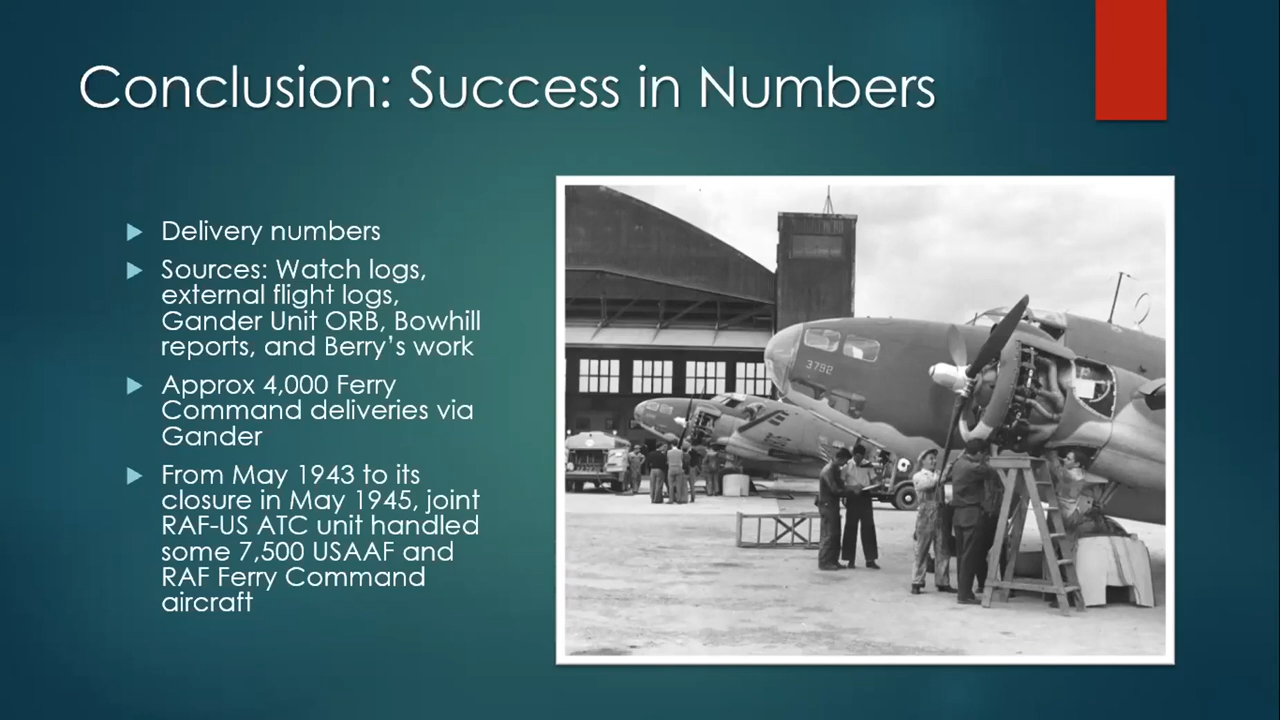 Conclusion: Success in Numbers
Delivery numbers
Sources: Watch logs,
external flight logs,
Gander Unit ORB, Bowhill
reports, and Berry's work
Approx 4,000 Ferry
Command deliveries via
Gander
From May 1943 to its
closure in May 1945, joint
RAF-US ATC unit handled
some 7,500 USAAF and
RAF Ferry Command
aircraft
3792